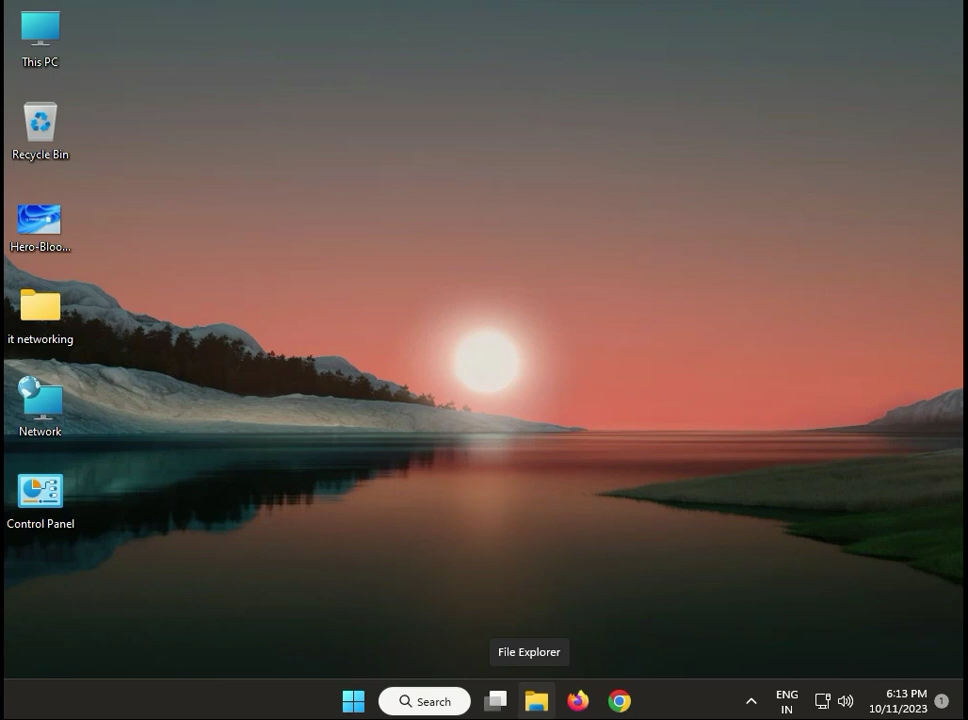 This PC
Recycle Bin
Hero-Bloo...
it networking
Network
Control Panel
File Explorer
Search
ENG
IN
6:13 PM
10/11/2023
1